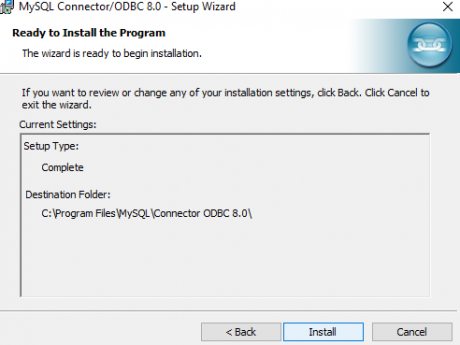 MySQL Connector/ODBC 8.0 - Setup Wizard
Ready to Install the Program
The wizard is ready to begin installation.
If you want to review or change any of your installation settings, click Back. Click Cancel to
exit the wizard.
Current Settings:
Setup Type:
Complete
Destination Folder:
C:\Program Files\MySQL\Connector ODBC 8.0\
< Back
Install
Cancel